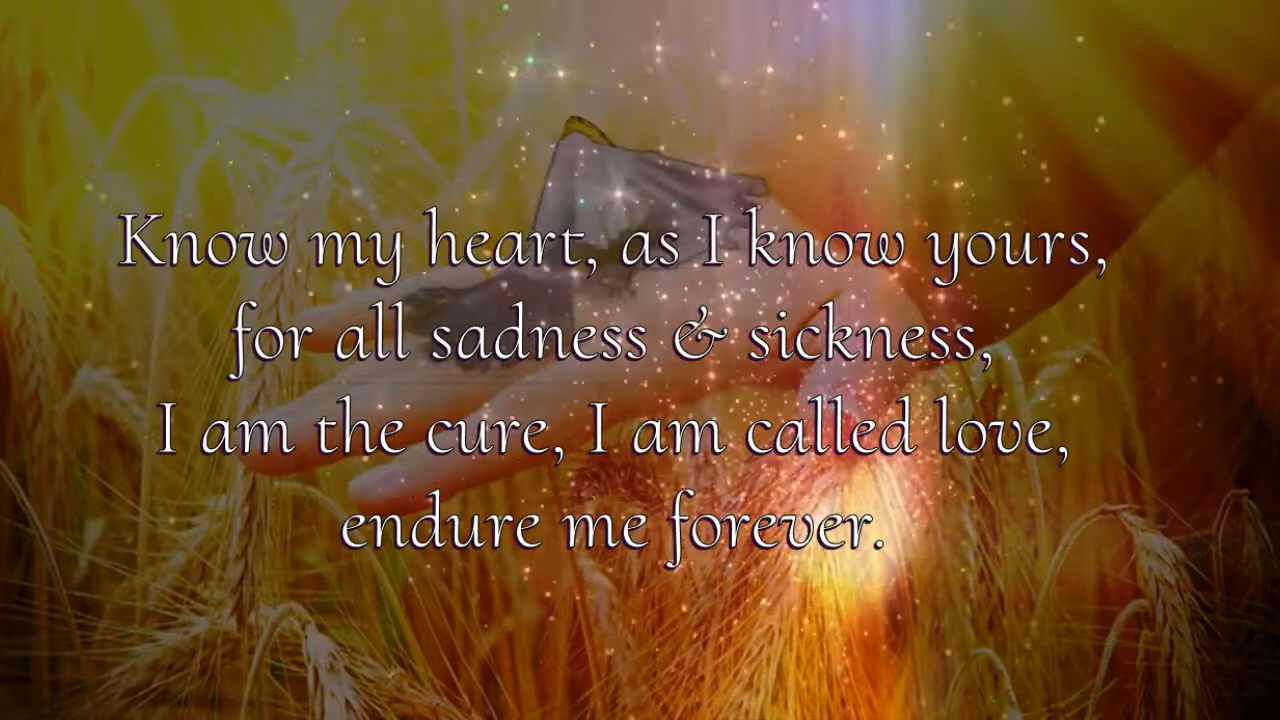 Know my heart, as I know yours,
for all sadness & sickness,
I am the cure, I am called love,
endure me forever.